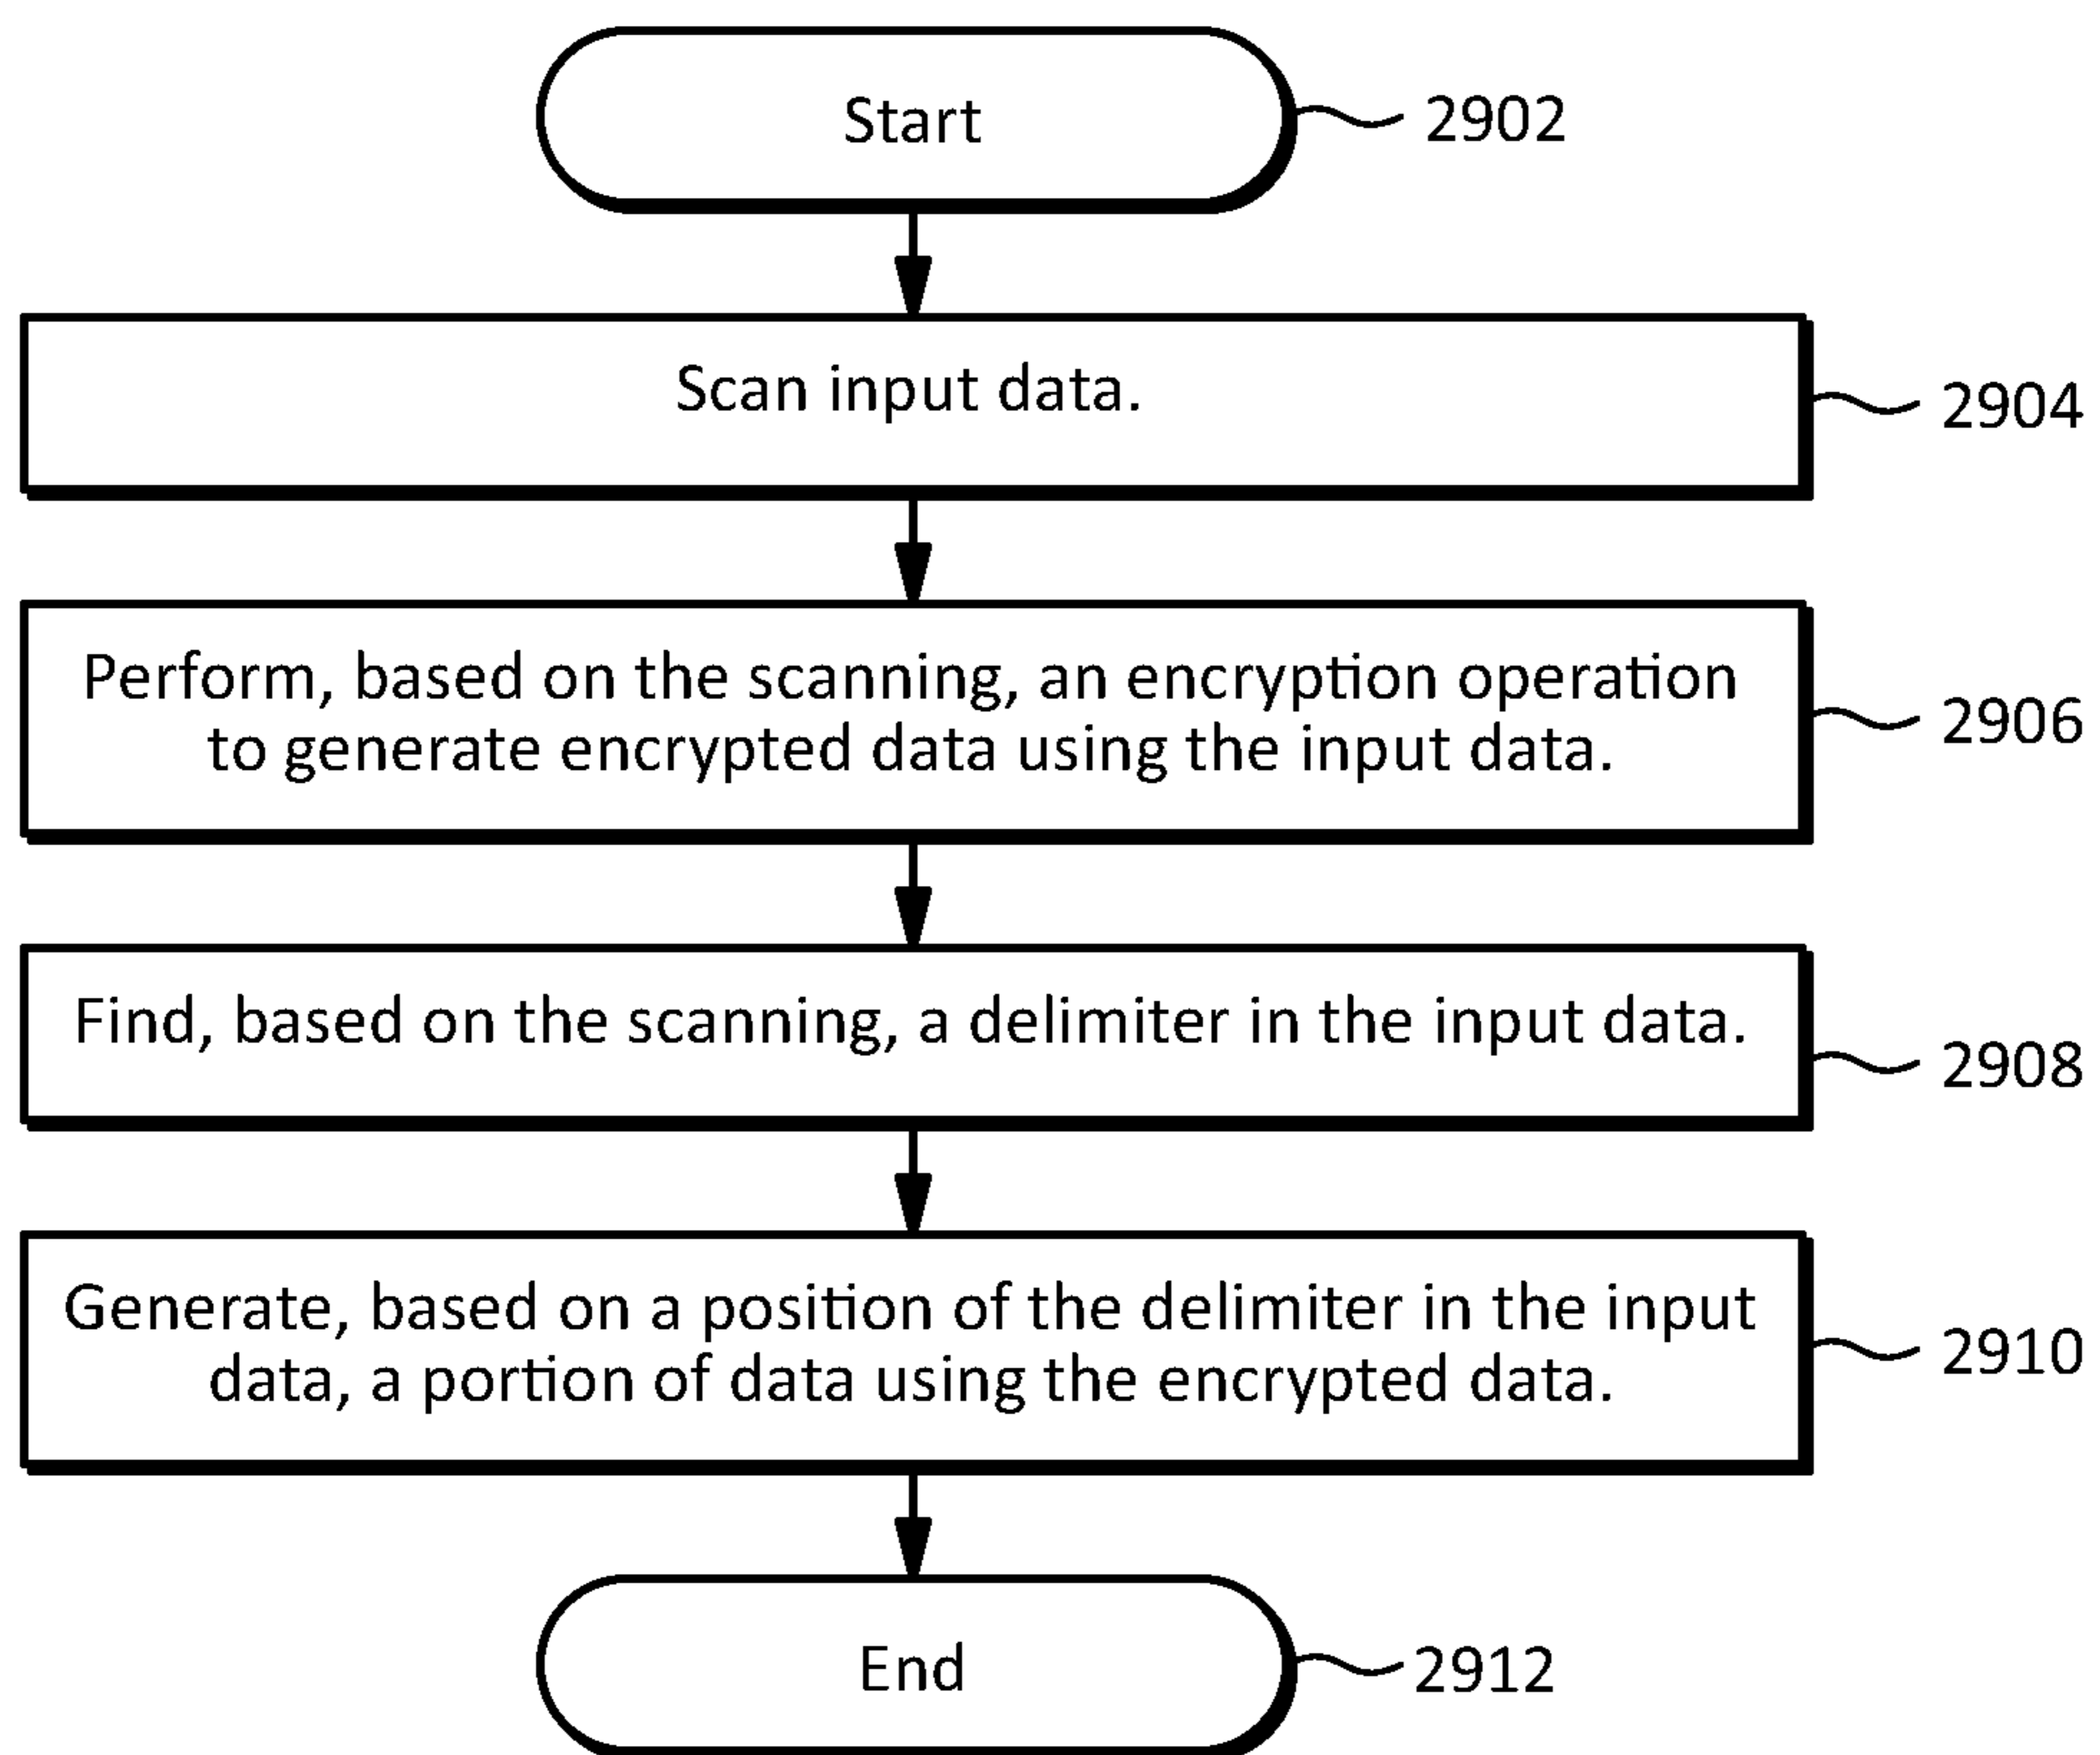 Start
2902
Scan input data.
2904
Perform, based on the scanning, an encryption operation
to generate encrypted data using the input data.
2906
Find, based on the scanning, a delimiter in the input data.
2908
Generate, based on a position of the delimiter in the input
data, a portion of data using the encrypted data.
2910
End
2912